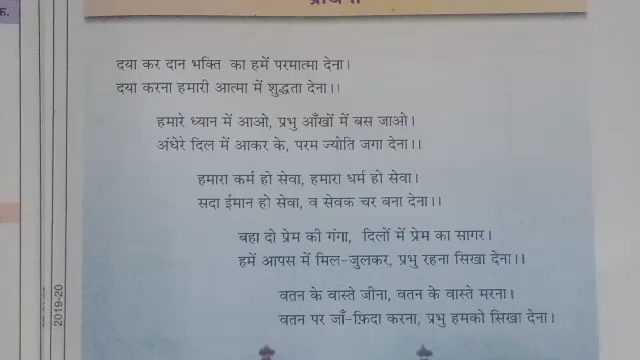 दया कर दान भक्ति का हमें परमात्मा देना।
दया करना हमारी आत्मा में शुद्धता देना।।
हमारे ध्यान में आओ, प्रभु आँखों में बस जाओ।
अंधेरे दिल में आकर के, परम ज्योति जगा देना।।
हमारा कर्म हो सेवा, हमारा धर्म हो सेवा।
सदा ईमान हो सेवा, व सेवक चर बना देना।।
बहा दो प्रेम की गंगा, दिलों में प्रेम का सागर।
हमें आपस में मिल-जुलकर, प्रभु रहना सिखा देना।।
वतन के वास्ते जीना, वतन के वास्ते मरना।
वतन पर जाँ-फ़िदा करना, प्रभु हमको सिखा देना।
2019-20